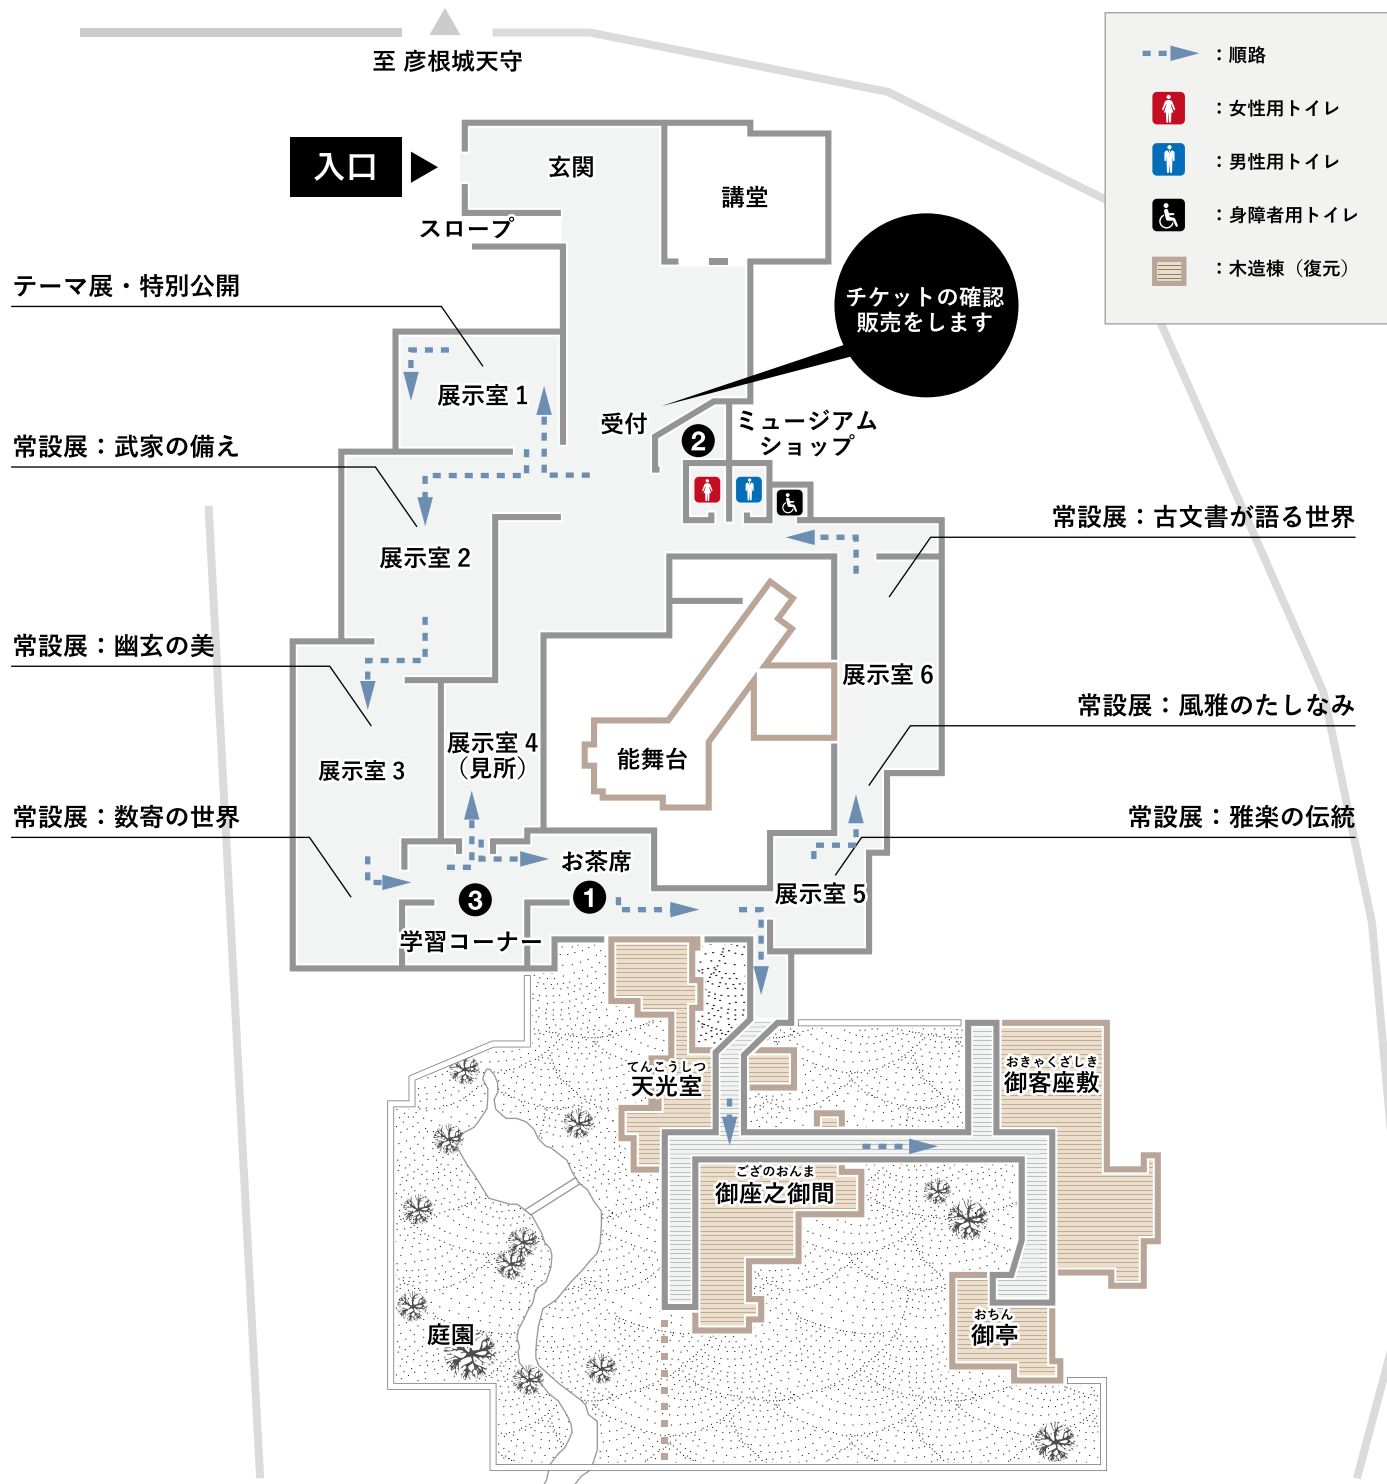 至 彦根城天守
：順路
：女性用トイレ
：男性用トイレ
：身障者用トイレ
：木造棟（復元）
入口
玄関
講堂
スロープ
テーマ展・特別公開
チケットの確認
販売をします
展示室 1
受付
ミュージアム
ショップ
2
常設展：武家の備え
常設展：古文書が語る世界
展示室 2
常設展：幽玄の美
展示室 6
常設展：風雅のたしなみ
展示室 4
（見所）
能舞台
展示室 3
常設展：数寄の世界
常設展：雅楽の伝統
お茶席
1
3
展示室 5
学習コーナー
てんこうしつ
天光室
おきゃくざしき
御客座敷
ござのおんま
御座之御間
おちん
御亭
庭園